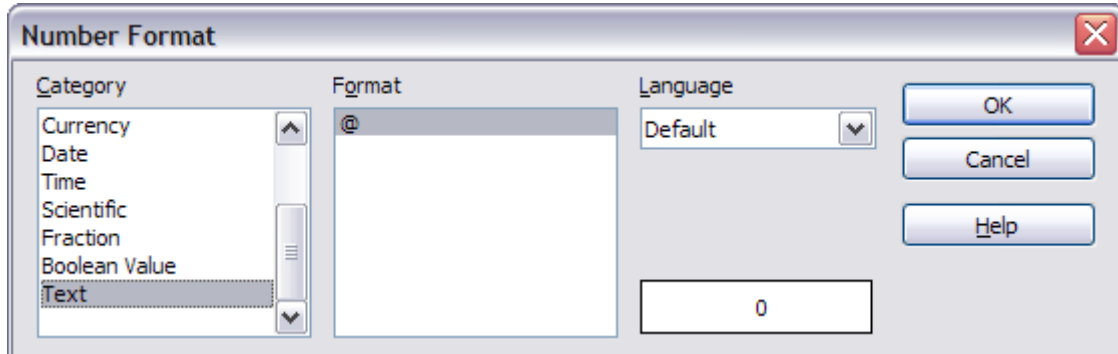 Number Format
Category
Format
Language
Currency
Date
Time
Scientific
Fraction
Boolean Value
Text
@
Default
0
OK
Cancel
Help